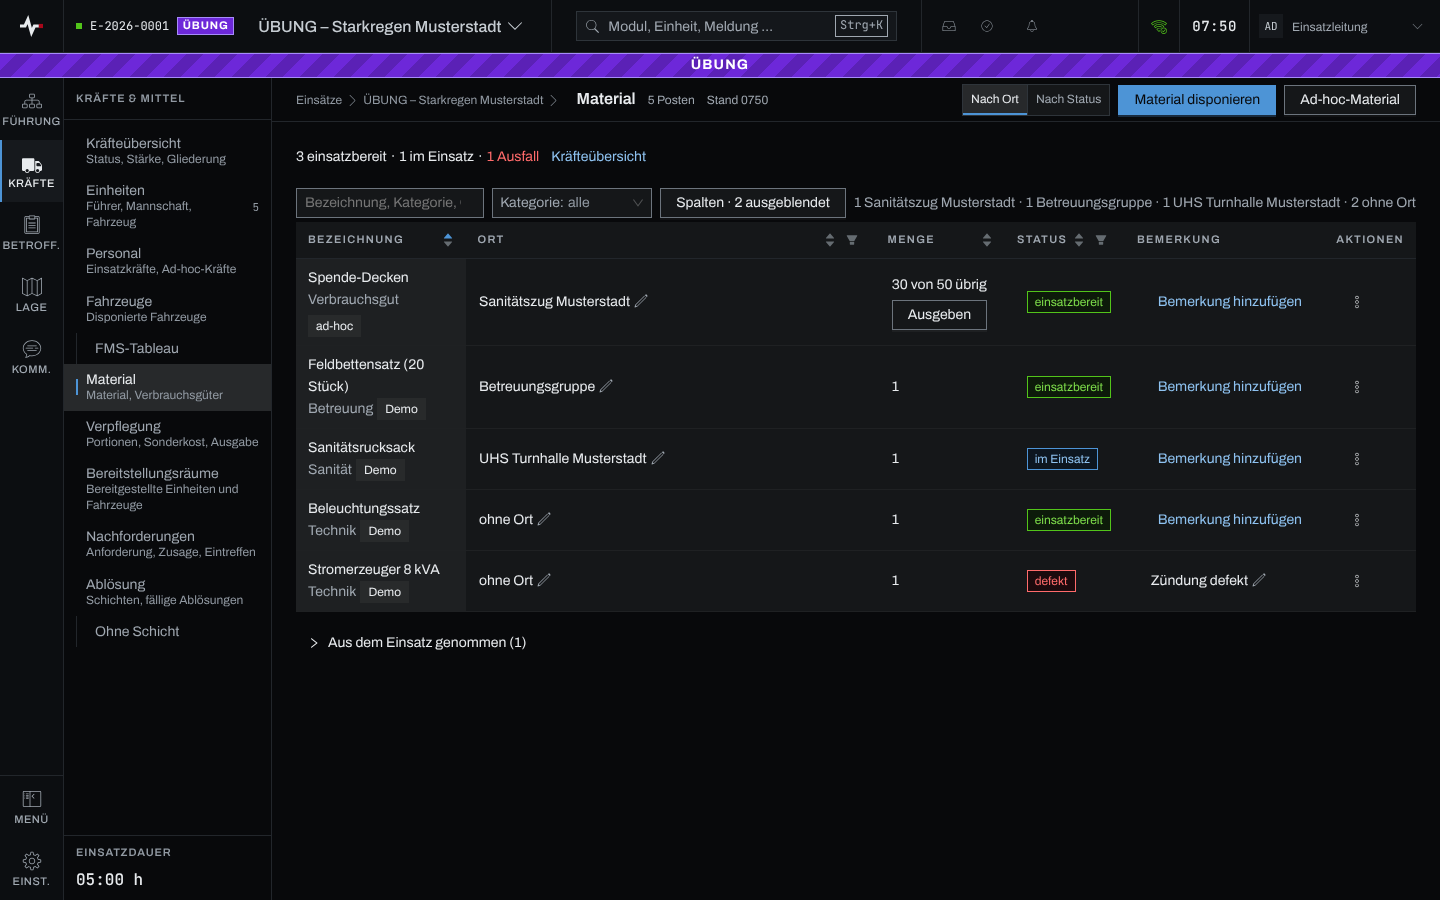 E-2026-0001 ÜBUNG ÜBUNG – Starkregen Musterstadt Modul, Einheit, Meldung ... Strg+K 07:50 AD Einsatzleitung
ÜBUNG
FÜHRUNG
KRÄFTE
BETROFF.
LAGE
KOMM.
MENÜ
EINST.
KRÄFTE & MITTEL
Kräfteübersicht
Status, Stärke, Gliederung
Einheiten
Führer, Mannschaft,
Fahrzeug
5
Personal
Einsatzkräfte, Ad-hoc-Kräfte
Fahrzeuge
Disponierte Fahrzeuge
FMS-Tableau
Material
Material, Verbrauchsgüter
Verpflegung
Portionen, Sonderkost, Ausgabe
Bereitstellungsräume
Bereitgestellte Einheiten und
Fahrzeuge
Nachforderungen
Anforderung, Zusage, Eintreffen
Ablösung
Schichten, fällige Ablösungen
Ohne Schicht
EINSATZDAUER
05:00 h
Einsätze ÜBUNG – Starkregen Musterstadt Material 5 Posten Stand 0750 Nach Ort Nach Status Material disponieren Ad-hoc-Material
3 einsatzbereit · 1 im Einsatz · 1 Ausfall Kräfteübersicht
Bezeichnung, Kategorie, Kategorie: alle Spalten · 2 ausgeblendet 1 Sanitätszug Musterstadt · 1 Betreuungsgruppe · 1 UHS Turnhalle Musterstadt · 2 ohne Ort
BEZEICHNUNG ORT MENGE STATUS BEMERKUNG AKTIONEN
Spende-Decken
Verbrauchsgut
ad-hoc
Sanitätszug Musterstadt
30 von 50 übrig
Ausgeben
einsatzbereit
Bemerkung hinzufügen
Feldbettensatz (20
Stück)
Betreuung Demo
Betreuungsgruppe
1
einsatzbereit
Bemerkung hinzufügen
Sanitätsrucksack
Sanität Demo
UHS Turnhalle Musterstadt
1
im Einsatz
Bemerkung hinzufügen
Beleuchtungssatz
Technik Demo
ohne Ort
1
einsatzbereit
Bemerkung hinzufügen
Stromerzeuger 8 kVA
Technik Demo
ohne Ort
1
defekt
Zündung defekt
Aus dem Einsatz genommen (1)